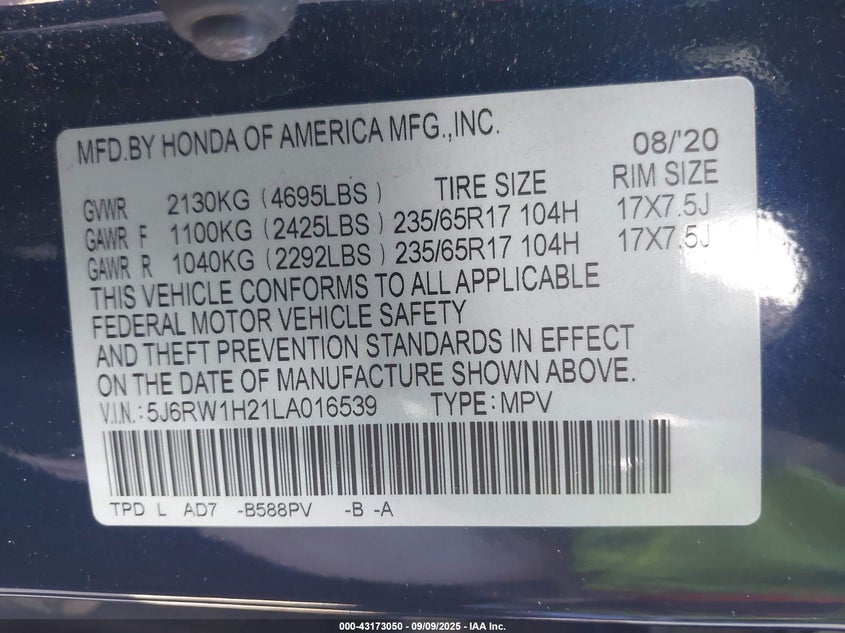 MFD.BY HONDA OF AMERICA MFG.,INC.
08/'20
GVWR 2130KG (4695LBS) TIRE SIZE RIM SIZE
GAWR F 1100KG (2425LBS) 235/65R17 104H 17X7.5J
GAWR R 1040KG (2292LBS) 235/65R17 104H 17X7.5J
THIS VEHICLE CONFORMS TO ALL APPLICABLE
FEDERAL MOTOR VEHICLE SAFETY
AND THEFT PREVENTION STANDARDS IN EFFECT
ON THE DATE OF MANUFACTURE SHOWN ABOVE.
V.I.N.: 5J6RW1H21LA016539 TYPE: MPV
TPD L AD7 -B588PV -B -A
000-43173050 - 09/09/2025 - IAA Inc.